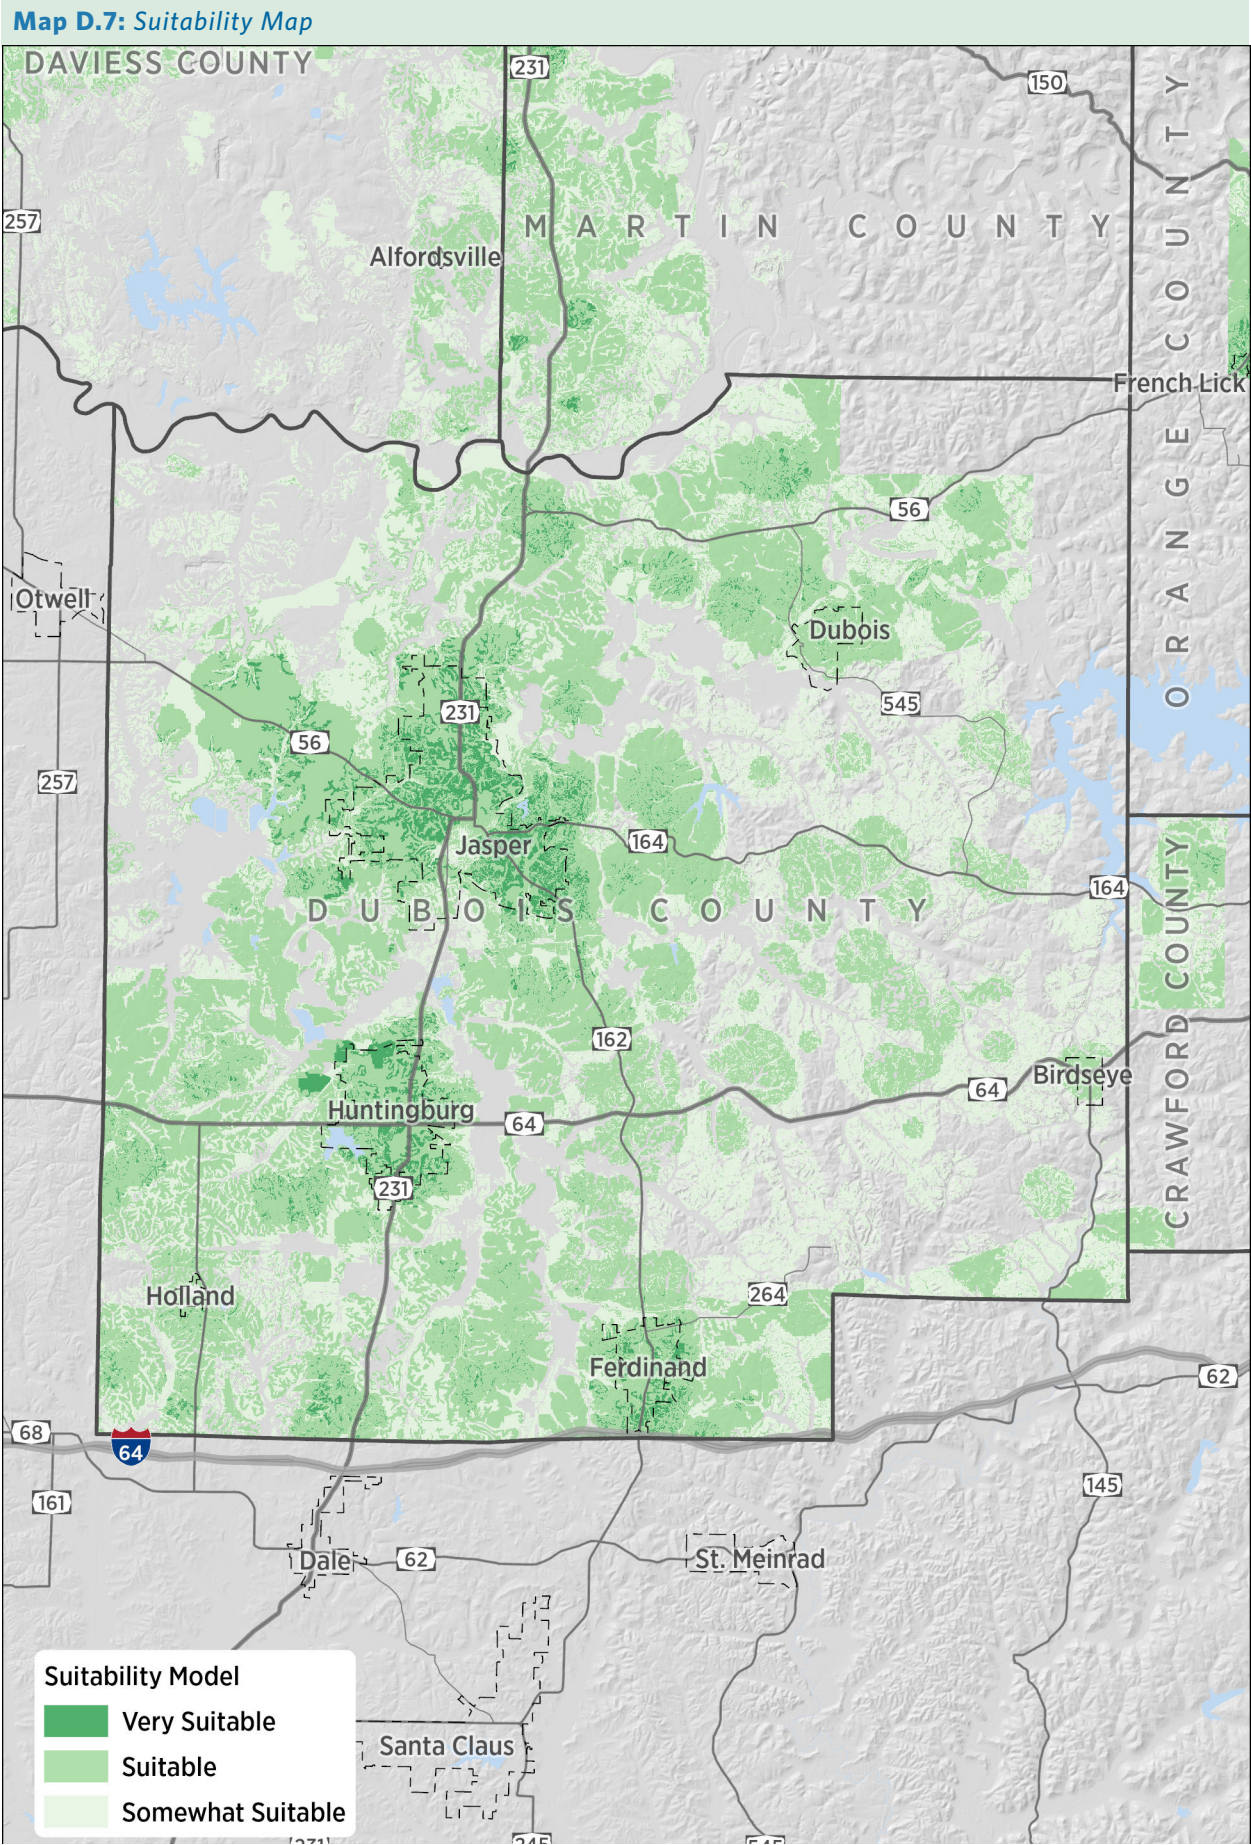 Map D.7: Suitability Map
DAVIESS COUNTY
231
150
257
MARTIN COUNTY
Alfordsville
ORANGE COUNTY
French Lick
56
Otwell
Dubois
545
231
56
257
Jasper
164
164
DUBOIS COUNTY
CRAWFORD COUNTY
162
Birdseye
64
Huntingburg
64
231
Holland
264
Ferdinand
62
68
64
145
161
Dale
62
St. Meinrad
Suitability Model
Very Suitable
Santa Claus
Suitable
Somewhat Suitable
231
245
545